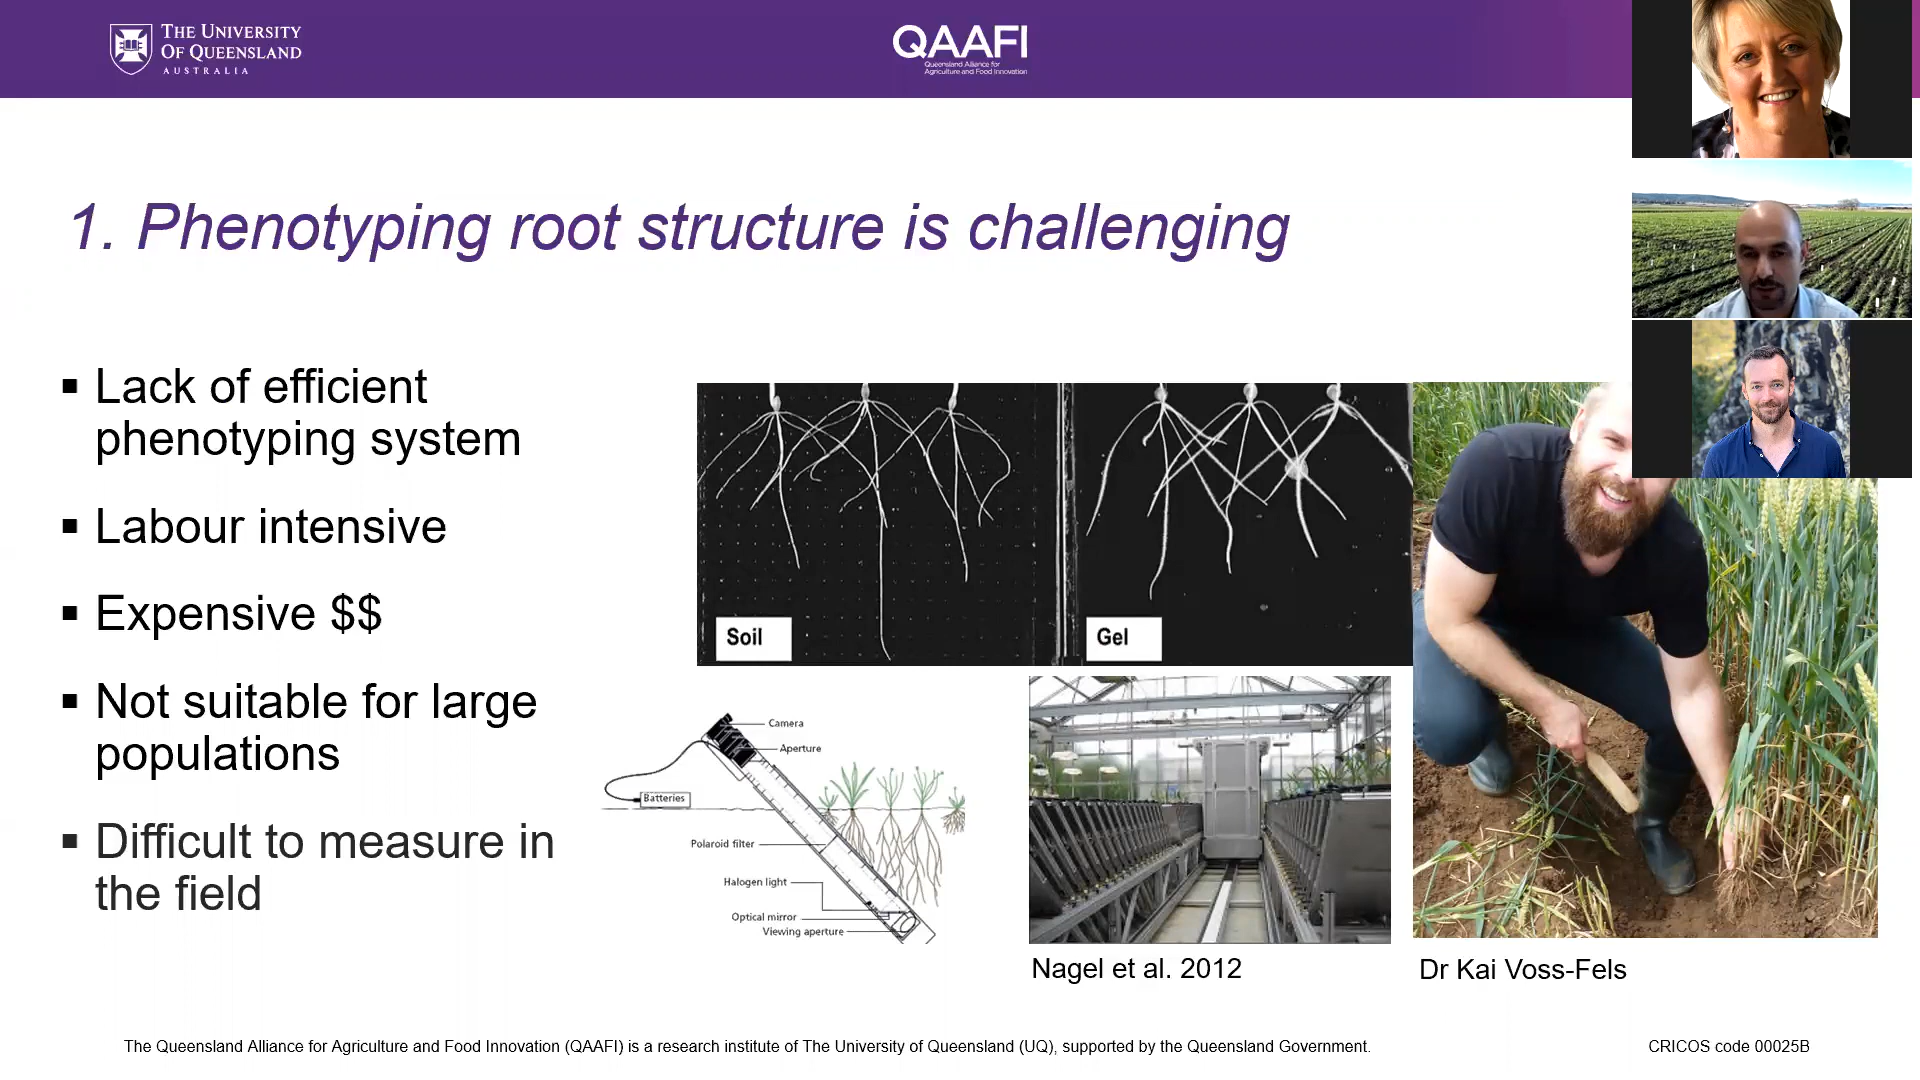 THE UNIVERSITY
OF QUEENSLAND
AUSTRALIA
QAAFI
Queensland Alliance for
Agriculture and Food Innovation
1. Phenotyping root structure is challenging
▪ Lack of efficient
phenotyping system
▪ Labour intensive
▪ Expensive $$
▪ Not suitable for large
populations
▪ Difficult to measure in
the field
Soil
Gel
Camera
Aperture
Batteries
Polaroid filter
Halogen light
Optical mirror
Viewing aperture
Nagel et al. 2012
Dr Kai Voss-Fels
The Queensland Alliance for Agriculture and Food Innovation (QAAFI) is a research institute of The University of Queensland (UQ), supported by the Queensland Government.
CRICOS code 00025B